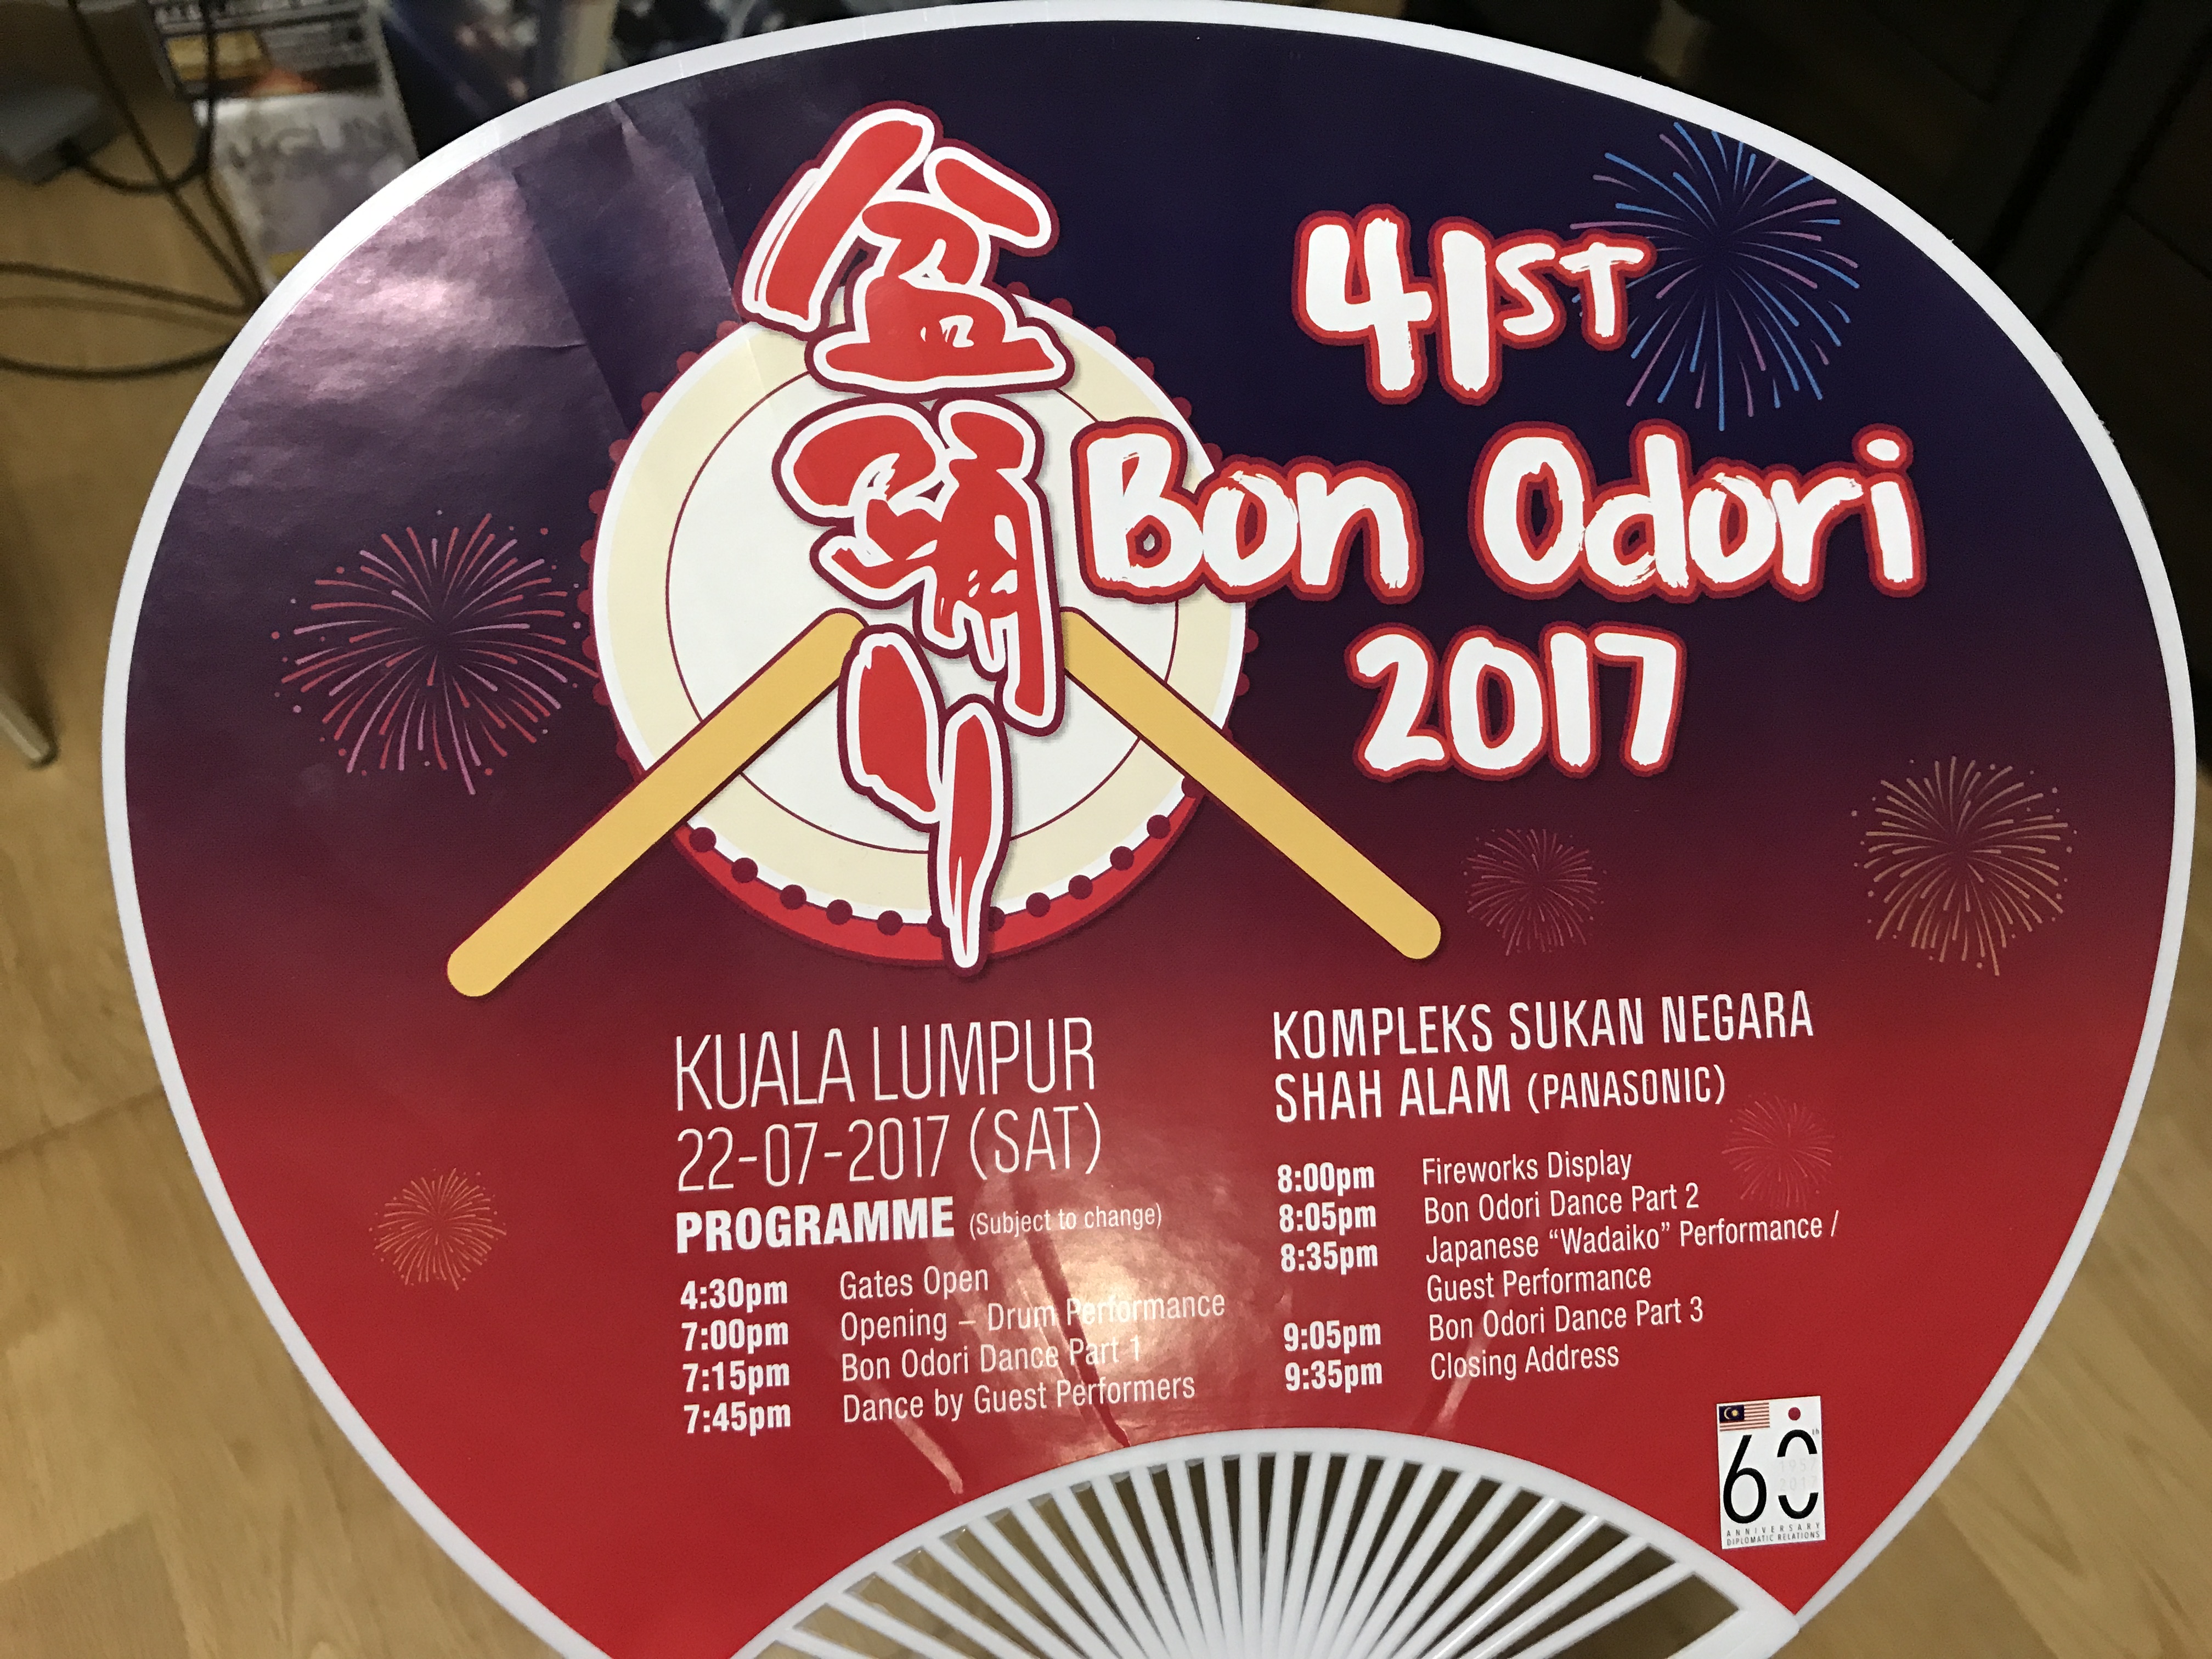 盆踊り
41ST
Bon Odori
2017
KUALA LUMPUR
22-07-2017 (SAT)
PROGRAMME (Subject to change)
4:30pm Gates Open
7:00pm Opening – Drum Performance
7:15pm Bon Odori Dance Part 1
7:45pm Dance by Guest Performers
KOMPLEKS SUKAN NEGARA
SHAH ALAM (PANASONIC)
8:00pm Fireworks Display
8:05pm Bon Odori Dance Part 2
8:35pm Japanese “Wadaiko” Performance /
Guest Performance
9:05pm Bon Odori Dance Part 3
9:35pm Closing Address
60th
1957
2017
ANNIVERSARY
DIPLOMATIC RELATIONS